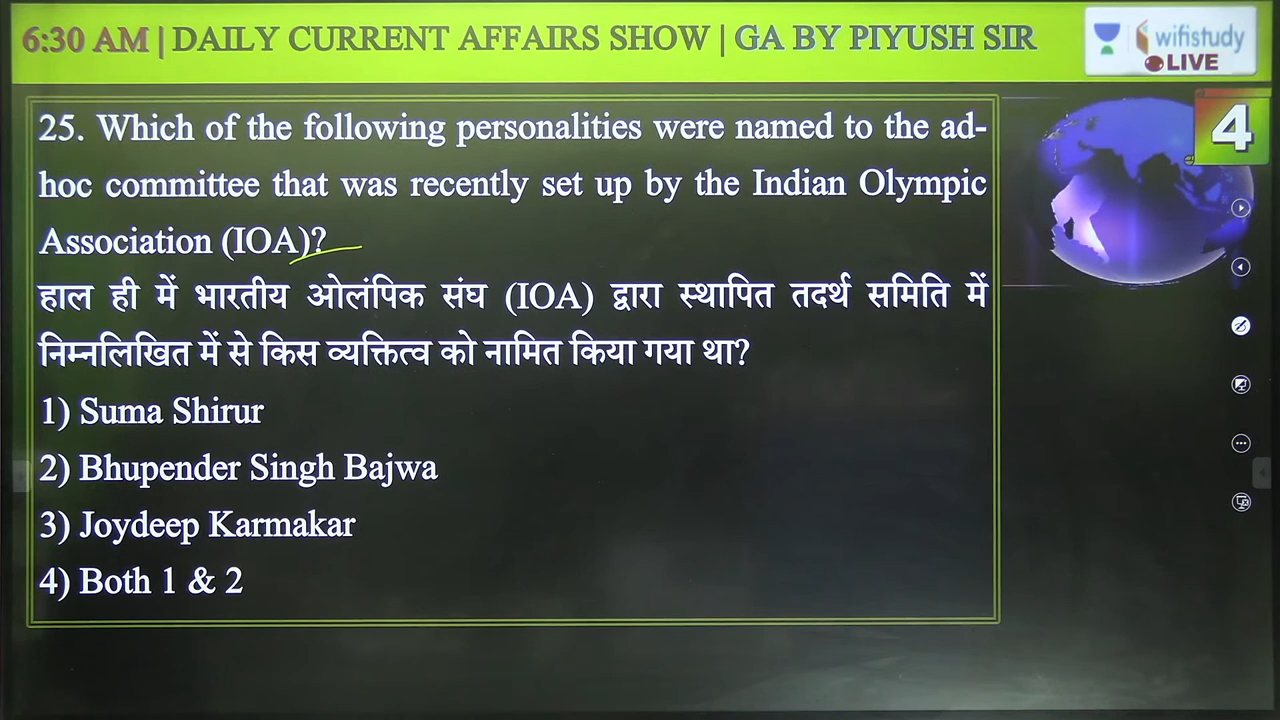 6:30 AM | DAILY CURRENT AFFAIRS SHOW | GA BY PIYUSH SIR
wifistudy
LIVE
4
25. Which of the following personalities were named to the ad-
hoc committee that was recently set up by the Indian Olympic
Association (IOA)?
हाल ही में भारतीय ओलंपिक संघ (IOA) द्वारा स्थापित तदर्थ समिति में
निम्नलिखित में से किस व्यक्तित्व को नामित किया गया था?
1) Suma Shirur
2) Bhupender Singh Bajwa
3) Joydeep Karmakar
4) Both 1 & 2